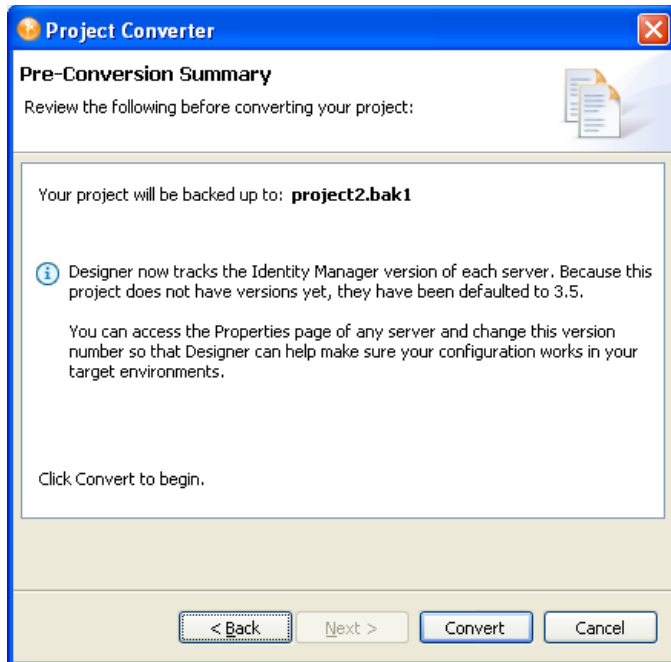 Project Converter
Pre-Conversion Summary
Review the following before converting your project:
Your project will be backed up to: project2.bak1
Designer now tracks the Identity Manager version of each server. Because this
project does not have versions yet, they have been defaulted to 3.5.
You can access the Properties page of any server and change this version
number so that Designer can help make sure your configuration works in your
target environments.
Click Convert to begin.
< Back Next > Convert Cancel